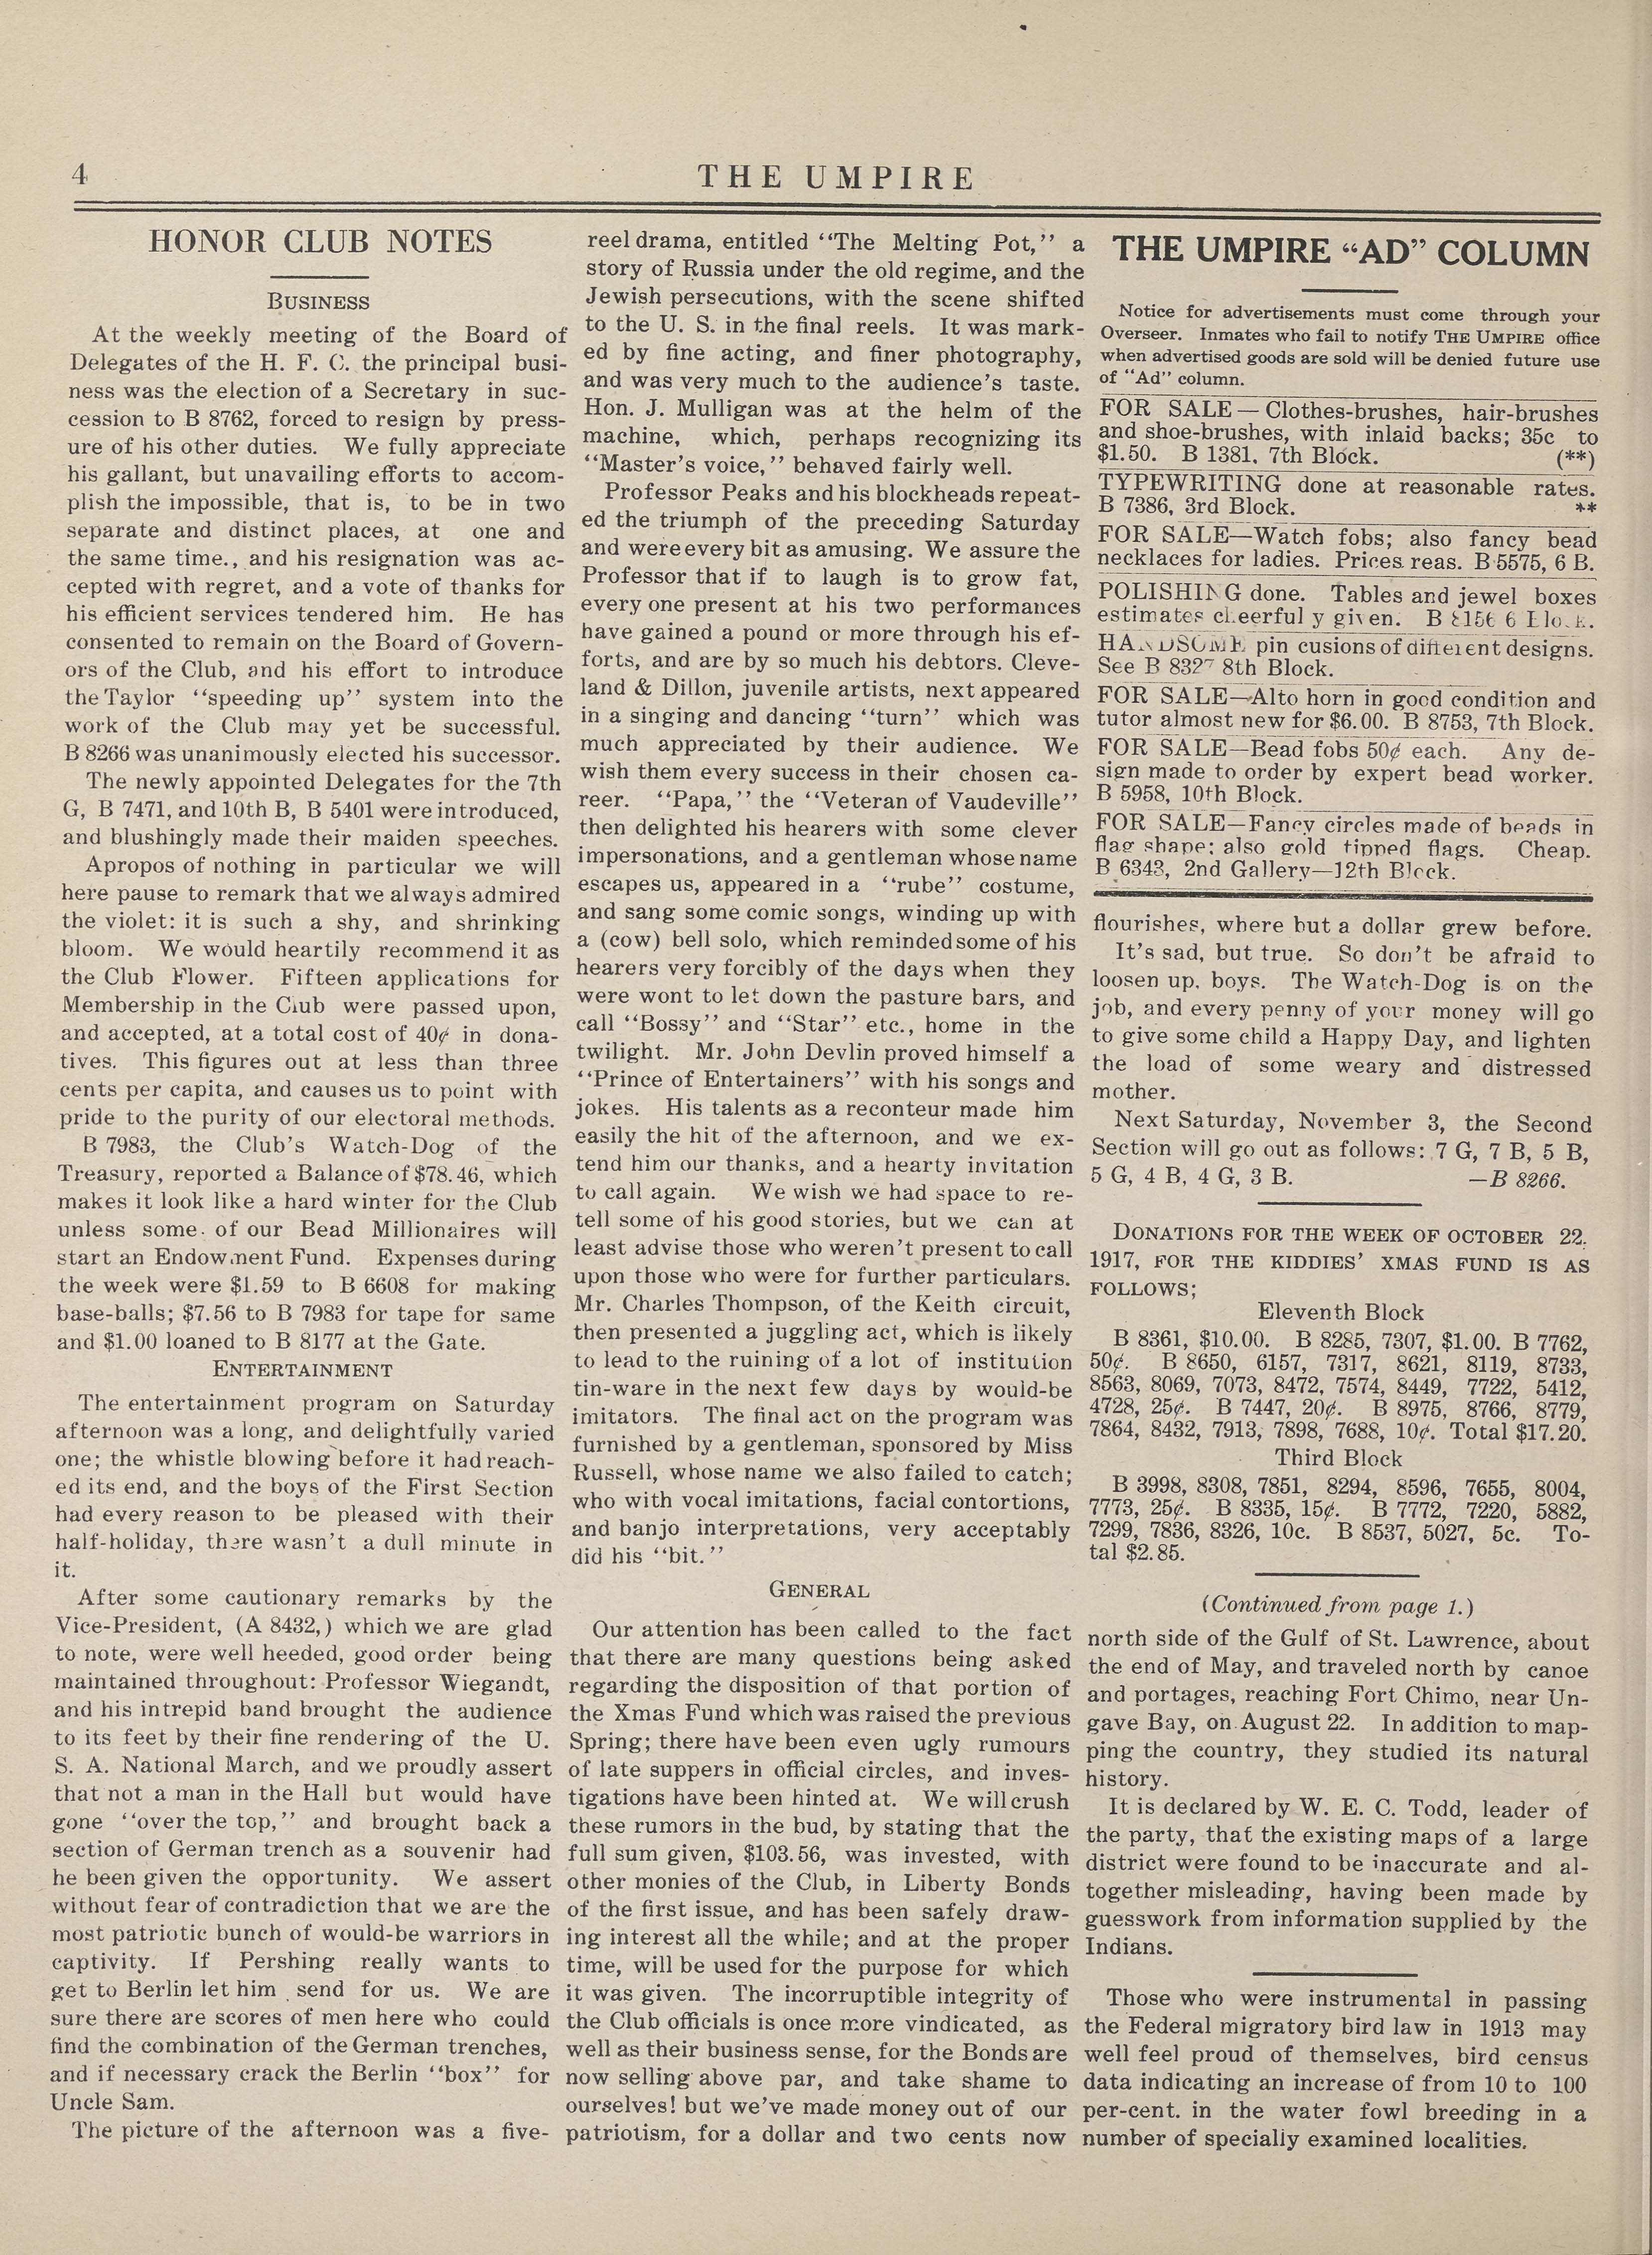 4
THE UMPIRE
HONOR CLUB NOTES
BUSINESS
At the weekly meeting of the Board of
Delegates of the H. F. C. the principal busi-
ness was the election of a Secretary in suc-
cession to B 8762, forced to resign by press-
ure of his other duties. We fully appreciate
his gallant, but unavailing efforts to accom-
plish the impossible, that is, to be in two
separate and distinct places, at one and
the same time., and his resignation was ac-
cepted with regret, and a vote of thanks for
his efficient services tendered him. He has
consented to remain on the Board of Govern-
ors of the Club, and his effort to introduce
the Taylor “speeding up” system into the
work of the Club may yet be successful.
B 8266 was unanimously elected his successor.
The newly appointed Delegates for the 7th
G, B 7471, and 10th B, B 5401 were introduced,
and blushingly made their maiden speeches.
Apropos of nothing in particular we will
here pause to remark that we always admired
the violet: it is such a shy, and shrinking
bloom. We would heartily recommend it as
the Club Flower. Fifteen applications for
Membership in the Club were passed upon,
and accepted, at a total cost of 40¢ in dona-
tives. This figures out at less than three
cents per capita, and causes us to point with
pride to the purity of our electoral methods.
B 7983, the Club's Watch-Dog of the
Treasury, reported a Balance of $78.46, which
makes it look like a hard winter for the Club
unless some of our Bead Millionaires will
start an Endowment Fund. Expenses during
the week were $1.59 to B 6608 for making
base-balls; $7.56 to B 7983 for tape for same
and $1.00 loaned to B 8177 at the Gate.
ENTERTAINMENT
The entertainment program on Saturday
afternoon was a long, and delightfully varied
one; the whistle blowing before it had reach-
ed its end, and the boys of the First Section
had every reason to be pleased with their
half-holiday, there wasn't a dull minute in
it.
After some cautionary remarks by the
Vice-President, (A 8432,) which we are glad
to note, were well heeded, good order being
maintained throughout: Professor Wiegandt,
and his intrepid band brought the audience
to its feet by their fine rendering of the U.
S. A. National March, and we proudly assert
that not a man in the Hall but would have
gone “over the top,” and brought back a
section of German trench as a souvenir had
he been given the opportunity. We assert
without fear of contradiction that we are the
most patriotic bunch of would-be warriors in
captivity. If Pershing really wants to
get to Berlin let him send for us. We are
sure there are scores of men here who could
find the combination of the German trenches,
and if necessary crack the Berlin “box” for
Uncle Sam.
The picture of the afternoon was a five-
reel drama, entitled “The Melting Pot,” a
story of Russia under the old regime, and the
Jewish persecutions, with the scene shifted
to the U. S. in the final reels. It was mark-
ed by fine acting, and finer photography,
and was very much to the audience's taste.
Hon. J. Mulligan was at the helm of the
machine, which, perhaps recognizing its
“Master's voice,” behaved fairly well.
Professor Peaks and his blockheads repeat-
ed the triumph of the preceding Saturday
and were every bit as amusing. We assure the
Professor that if to laugh is to grow fat,
every one present at his two performances
have gained a pound or more through his ef-
forts, and are by so much his debtors. Cleve-
land & Dillon, juvenile artists, next appeared
in a singing and dancing “turn” which was
much appreciated by their audience. We
wish them every success in their chosen ca-
reer. “Papa,” the “Veteran of Vaudeville”
then delighted his hearers with some clever
impersonations, and a gentleman whose name
escapes us, appeared in a “rube” costume,
and sang some comic songs, winding up with
a (cow) bell solo, which reminded some of his
hearers very forcibly of the days when they
were wont to let down the pasture bars, and
call “Bossy” and “Star” etc., home in the
twilight. Mr. John Devlin proved himself a
“Prince of Entertainers” with his songs and
jokes. His talents as a reconteur made him
easily the hit of the afternoon, and we ex-
tend him our thanks, and a hearty invitation
to call again. We wish we had space to re-
tell some of his good stories, but we can at
least advise those who weren't present to call
upon those who were for further particulars.
Mr. Charles Thompson, of the Keith circuit,
then presented a juggling act, which is likely
to lead to the ruining of a lot of institution
tin-ware in the next few days by would-be
imitators. The final act on the program was
furnished by a gentleman, sponsored by Miss
Russell, whose name we also failed to catch;
who with vocal imitations, facial contortions,
and banjo interpretations, very acceptably
did his “bit.”
GENERAL
Our attention has been called to the fact
that there are many questions being asked
regarding the disposition of that portion of
the Xmas Fund which was raised the previous
Spring; there have been even ugly rumours
of late suppers in official circles, and inves-
tigations have been hinted at. We will crush
these rumors in the bud, by stating that the
full sum given, $103.56, was invested, with
other monies of the Club, in Liberty Bonds
of the first issue, and has been safely draw-
ing interest all the while; and at the proper
time, will be used for the purpose for which
it was given. The incorruptible integrity of
the Club officials is once more vindicated, as
well as their business sense, for the Bonds are
now selling above par, and take shame to
ourselves! but we've made money out of our
patriotism, for a dollar and two cents now
THE UMPIRE “AD” COLUMN
Notice for advertisements must come through your
Overseer. Inmates who fail to notify THE UMPIRE office
when advertised goods are sold will be denied future use
of “Ad” column.
FOR SALE — Clothes-brushes, hair-brushes
and shoe-brushes, with inlaid backs; 35c to
$1.50. B 1381, 7th Block. (**)
TYPEWRITING done at reasonable rates.
B 7386, 3rd Block. **
FOR SALE—Watch fobs; also fancy bead
necklaces for ladies. Prices reas. B 5575, 6 B.
POLISHING done. Tables and jewel boxes
estimates cheerfully given. B 6
HANDSOME pin cusions of different designs.
See B 8327 8th Block.
FOR SALE—Alto horn in good condition and
tutor almost new for $6.00. B 8753, 7th Block.
FOR SALE—Bead fobs 50¢ each. Any de-
sign made to order by expert bead worker.
B 5958, 10th Block.
FOR SALE—Fancy circles made of beads in
flag shape; also gold tipped flags. Cheap.
B 6343, 2nd Gallery—12th Block.
flourishes, where but a dollar grew before.
It's sad, but true. So don't be afraid to
loosen up, boys. The Watch-Dog is on the
job, and every penny of your money will go
to give some child a Happy Day, and lighten
the load of some weary and distressed
mother.
Next Saturday, November 3, the Second
Section will go out as follows: 7 G, 7 B, 5 B,
5 G, 4 B, 4 G, 3 B. —B 8266.
DONATIONS FOR THE WEEK OF OCTOBER 22.
1917, FOR THE KIDDIES' XMAS FUND IS AS
FOLLOWS;
Eleventh Block
B 8361, $10.00. B 8285, 7307, $1.00. B 7762,
50¢. B 8650, 6157, 7317, 8621, 8119, 8733,
8563, 8069, 7073, 8472, 7574, 8449, 7722, 5412,
4728, 25¢. B 7447, 20¢. B 8975, 8766, 8779,
7864, 8432, 7913, 7898, 7688, 10¢. Total $17.20.
Third Block
B 3998, 8308, 7851, 8294, 8596, 7655, 8004,
7773, 25¢. B 8335, 15¢. B 7772, 7220, 5882,
7299, 7836, 8326, 10c. B 8537, 5027, 5c. To-
tal $2.85.
(Continued from page 1.)
north side of the Gulf of St. Lawrence, about
the end of May, and traveled north by canoe
and portages, reaching Fort Chimo, near Un-
gave Bay, on August 22. In addition to map-
ping the country, they studied its natural
history.
It is declared by W. E. C. Todd, leader of
the party, that the existing maps of a large
district were found to be inaccurate and al-
together misleading, having been made by
guesswork from information supplied by the
Indians.
Those who were instrumental in passing
the Federal migratory bird law in 1913 may
well feel proud of themselves, bird census
data indicating an increase of from 10 to 100
per-cent. in the water fowl breeding in a
number of specially examined localities.